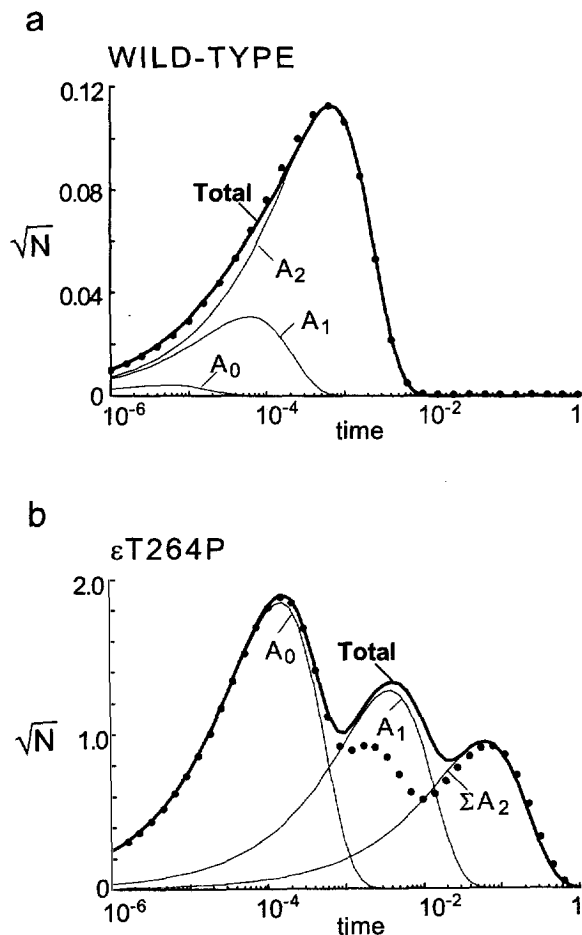 a
WILD-TYPE
0.12
0.08
Total
√N
A2
0.04
A1
A0
0
10-6
10-4
10-2
1
time
b
εT264P
2.0
A0
Total
√N
1.0
A1
ΣA2
0
10-6
10-4
10-2
1
time